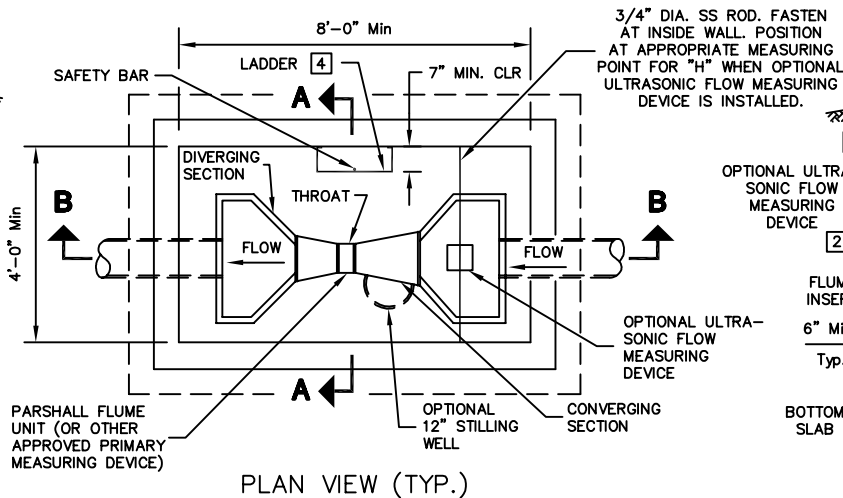 8'-0" Min
3/4" DIA. SS ROD. FASTEN
AT INSIDE WALL. POSITION
AT APPROPRIATE MEASURING
POINT FOR "H" WHEN OPTIONAL
ULTRASONIC FLOW MEASURING
DEVICE IS INSTALLED.
SAFETY BAR
LADDER 4
7" MIN. CLR
A
DIVERGING
SECTION
THROAT
OPTIONAL ULTRA-
SONIC FLOW
MEASURING
DEVICE
2
B
B
4'-0" Min
FLOW
FLOW
FLUM
INSER
6" Mi
Typ.
OPTIONAL ULTRA-
SONIC FLOW
MEASURING
DEVICE
A
PARSHALL FLUME
UNIT (OR OTHER
APPROVED PRIMARY
MEASURING DEVICE)
OPTIONAL
12" STILLING
WELL
CONVERGING
SECTION
BOTTOM
SLAB
PLAN VIEW (TYP.)